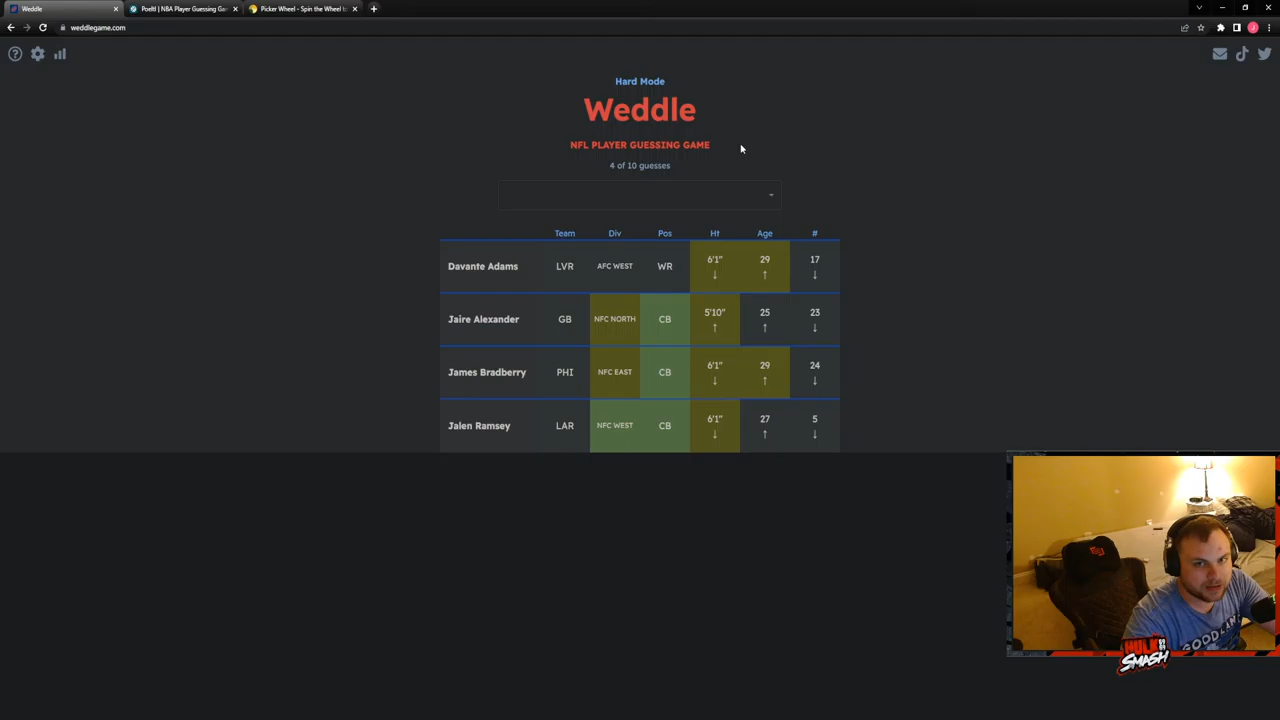 Weddle
Poeltl | NBA Player Guessing Ga
Picker Wheel - Spin the Wheel to
weddlegame.com
Hard Mode
Weddle
NFL PLAYER GUESSING GAME
4 of 10 guesses
Team Div Pos Ht Age #
Davante Adams LVR AFC WEST WR 6'1" 29 17
↓ ↑ ↓
Jaire Alexander GB NFC NORTH CB 5'10" 25 23
↑ ↑ ↓
James Bradberry PHI NFC EAST CB 6'1" 29 24
↓ ↑ ↓
Jalen Ramsey LAR NFC WEST CB 6'1" 27 5
↓ ↑ ↓
GOODLAND
HULK
SMASH